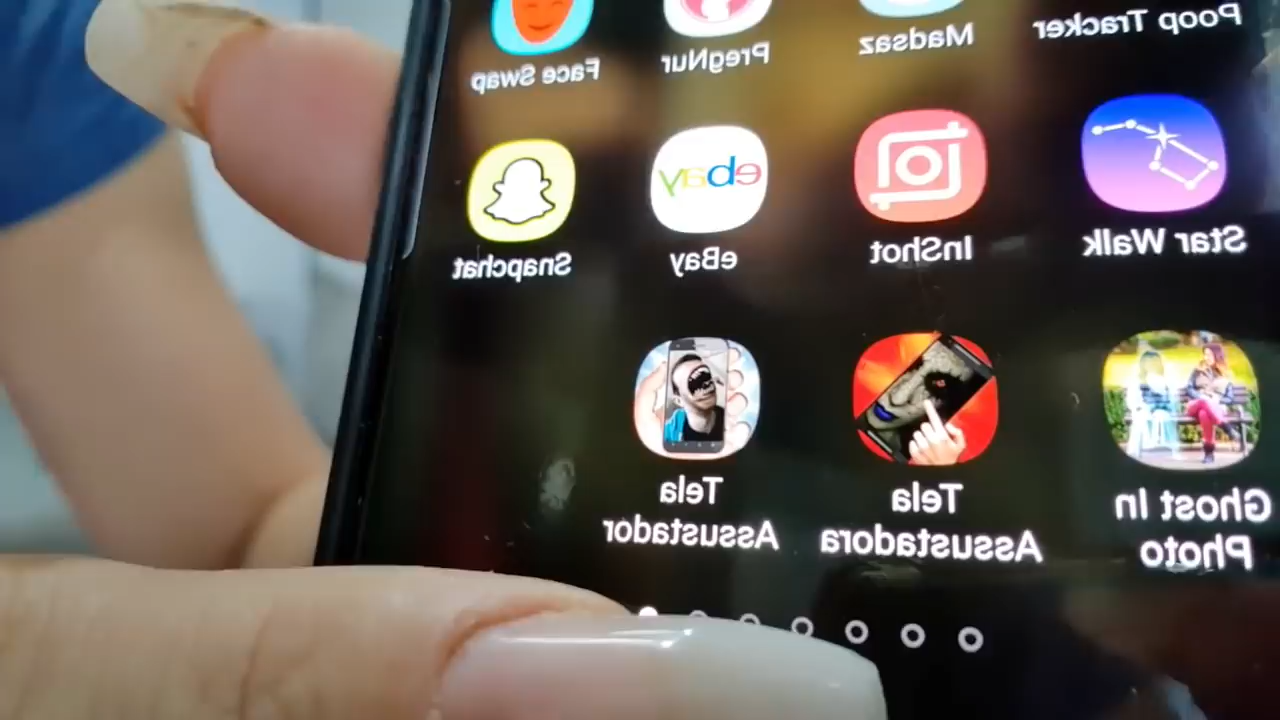 Poop Tracker
Madsaz
PregNur
Face Swap
ebay
Star Walk
InShot
eBay
Snapchat
Ghost In
Photo
Tela
Assustadora
Tela
Assustador